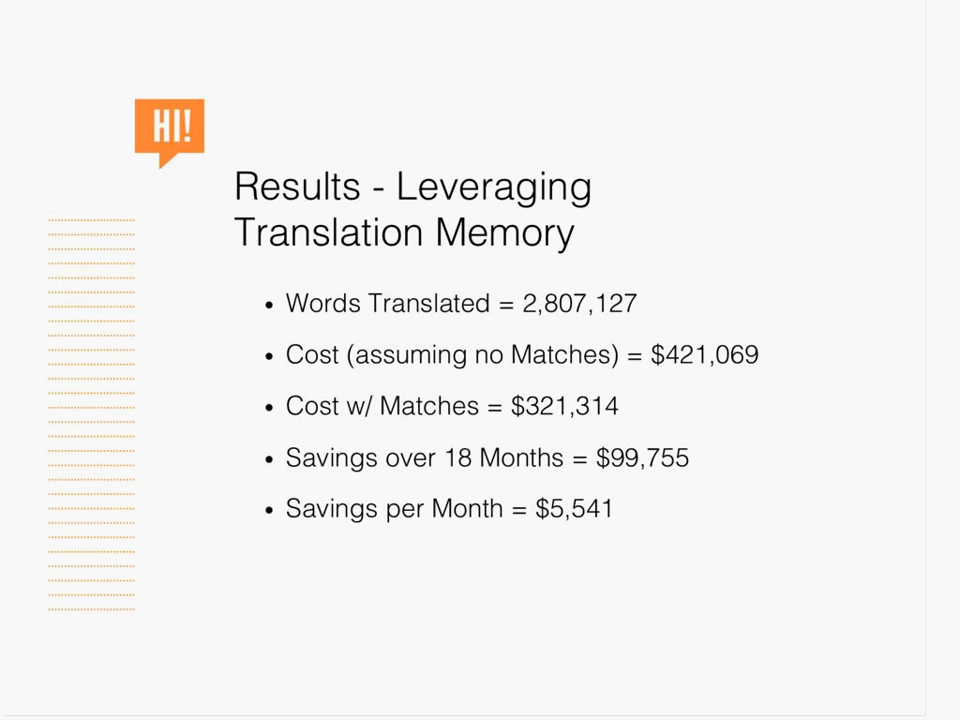 HI!
Results - Leveraging
Translation Memory
• Words Translated = 2,807,127
• Cost (assuming no Matches) = $421,069
• Cost w/ Matches = $321,314
• Savings over 18 Months = $99,755
• Savings per Month = $5,541